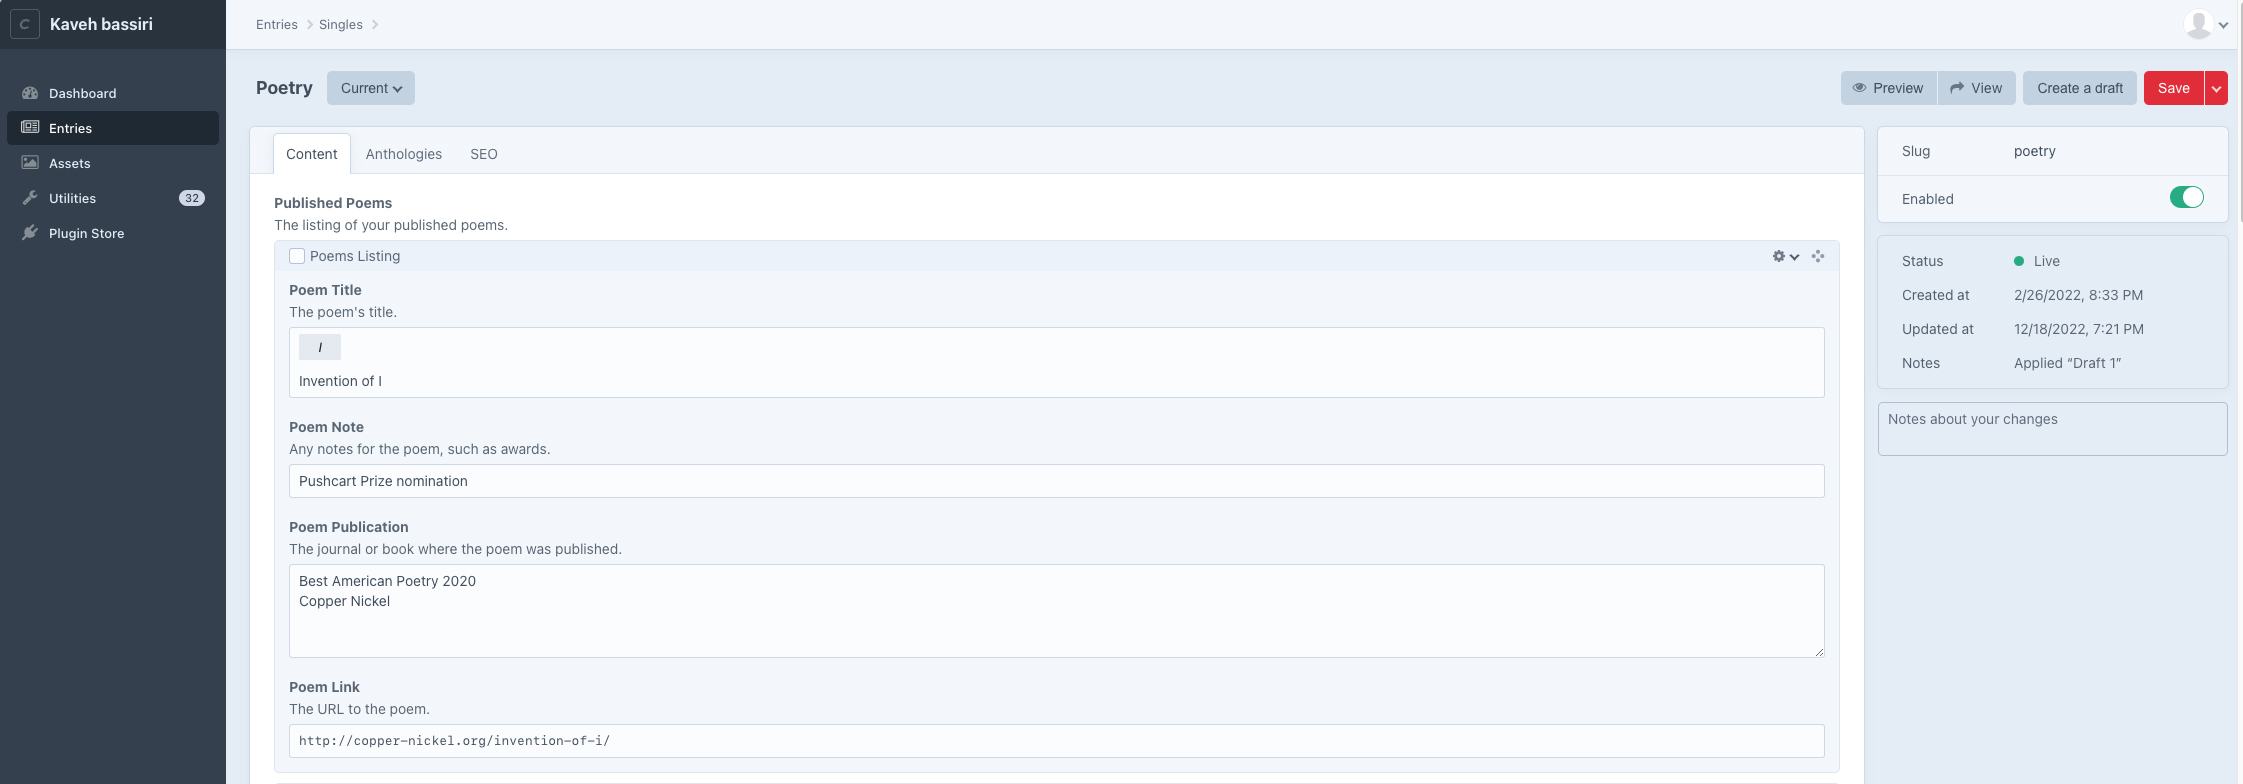 C Kaveh bassiri
Entries Singles
Dashboard
Entries
Assets
Utilities 32
Plugin Store
Poetry Current
Preview View Create a draft Save
Content Anthologies SEO
Published Poems
The listing of your published poems.
Poems Listing
Poem Title
The poem's title.
I
Invention of I
Poem Note
Any notes for the poem, such as awards.
Pushcart Prize nomination
Poem Publication
The journal or book where the poem was published.
Best American Poetry 2020
Copper Nickel
Poem Link
The URL to the poem.
http://copper-nickel.org/invention-of-i/
Slug poetry
Enabled
Status Live
Created at 2/26/2022, 8:33 PM
Updated at 12/18/2022, 7:21 PM
Notes Applied “Draft 1”
Notes about your changes